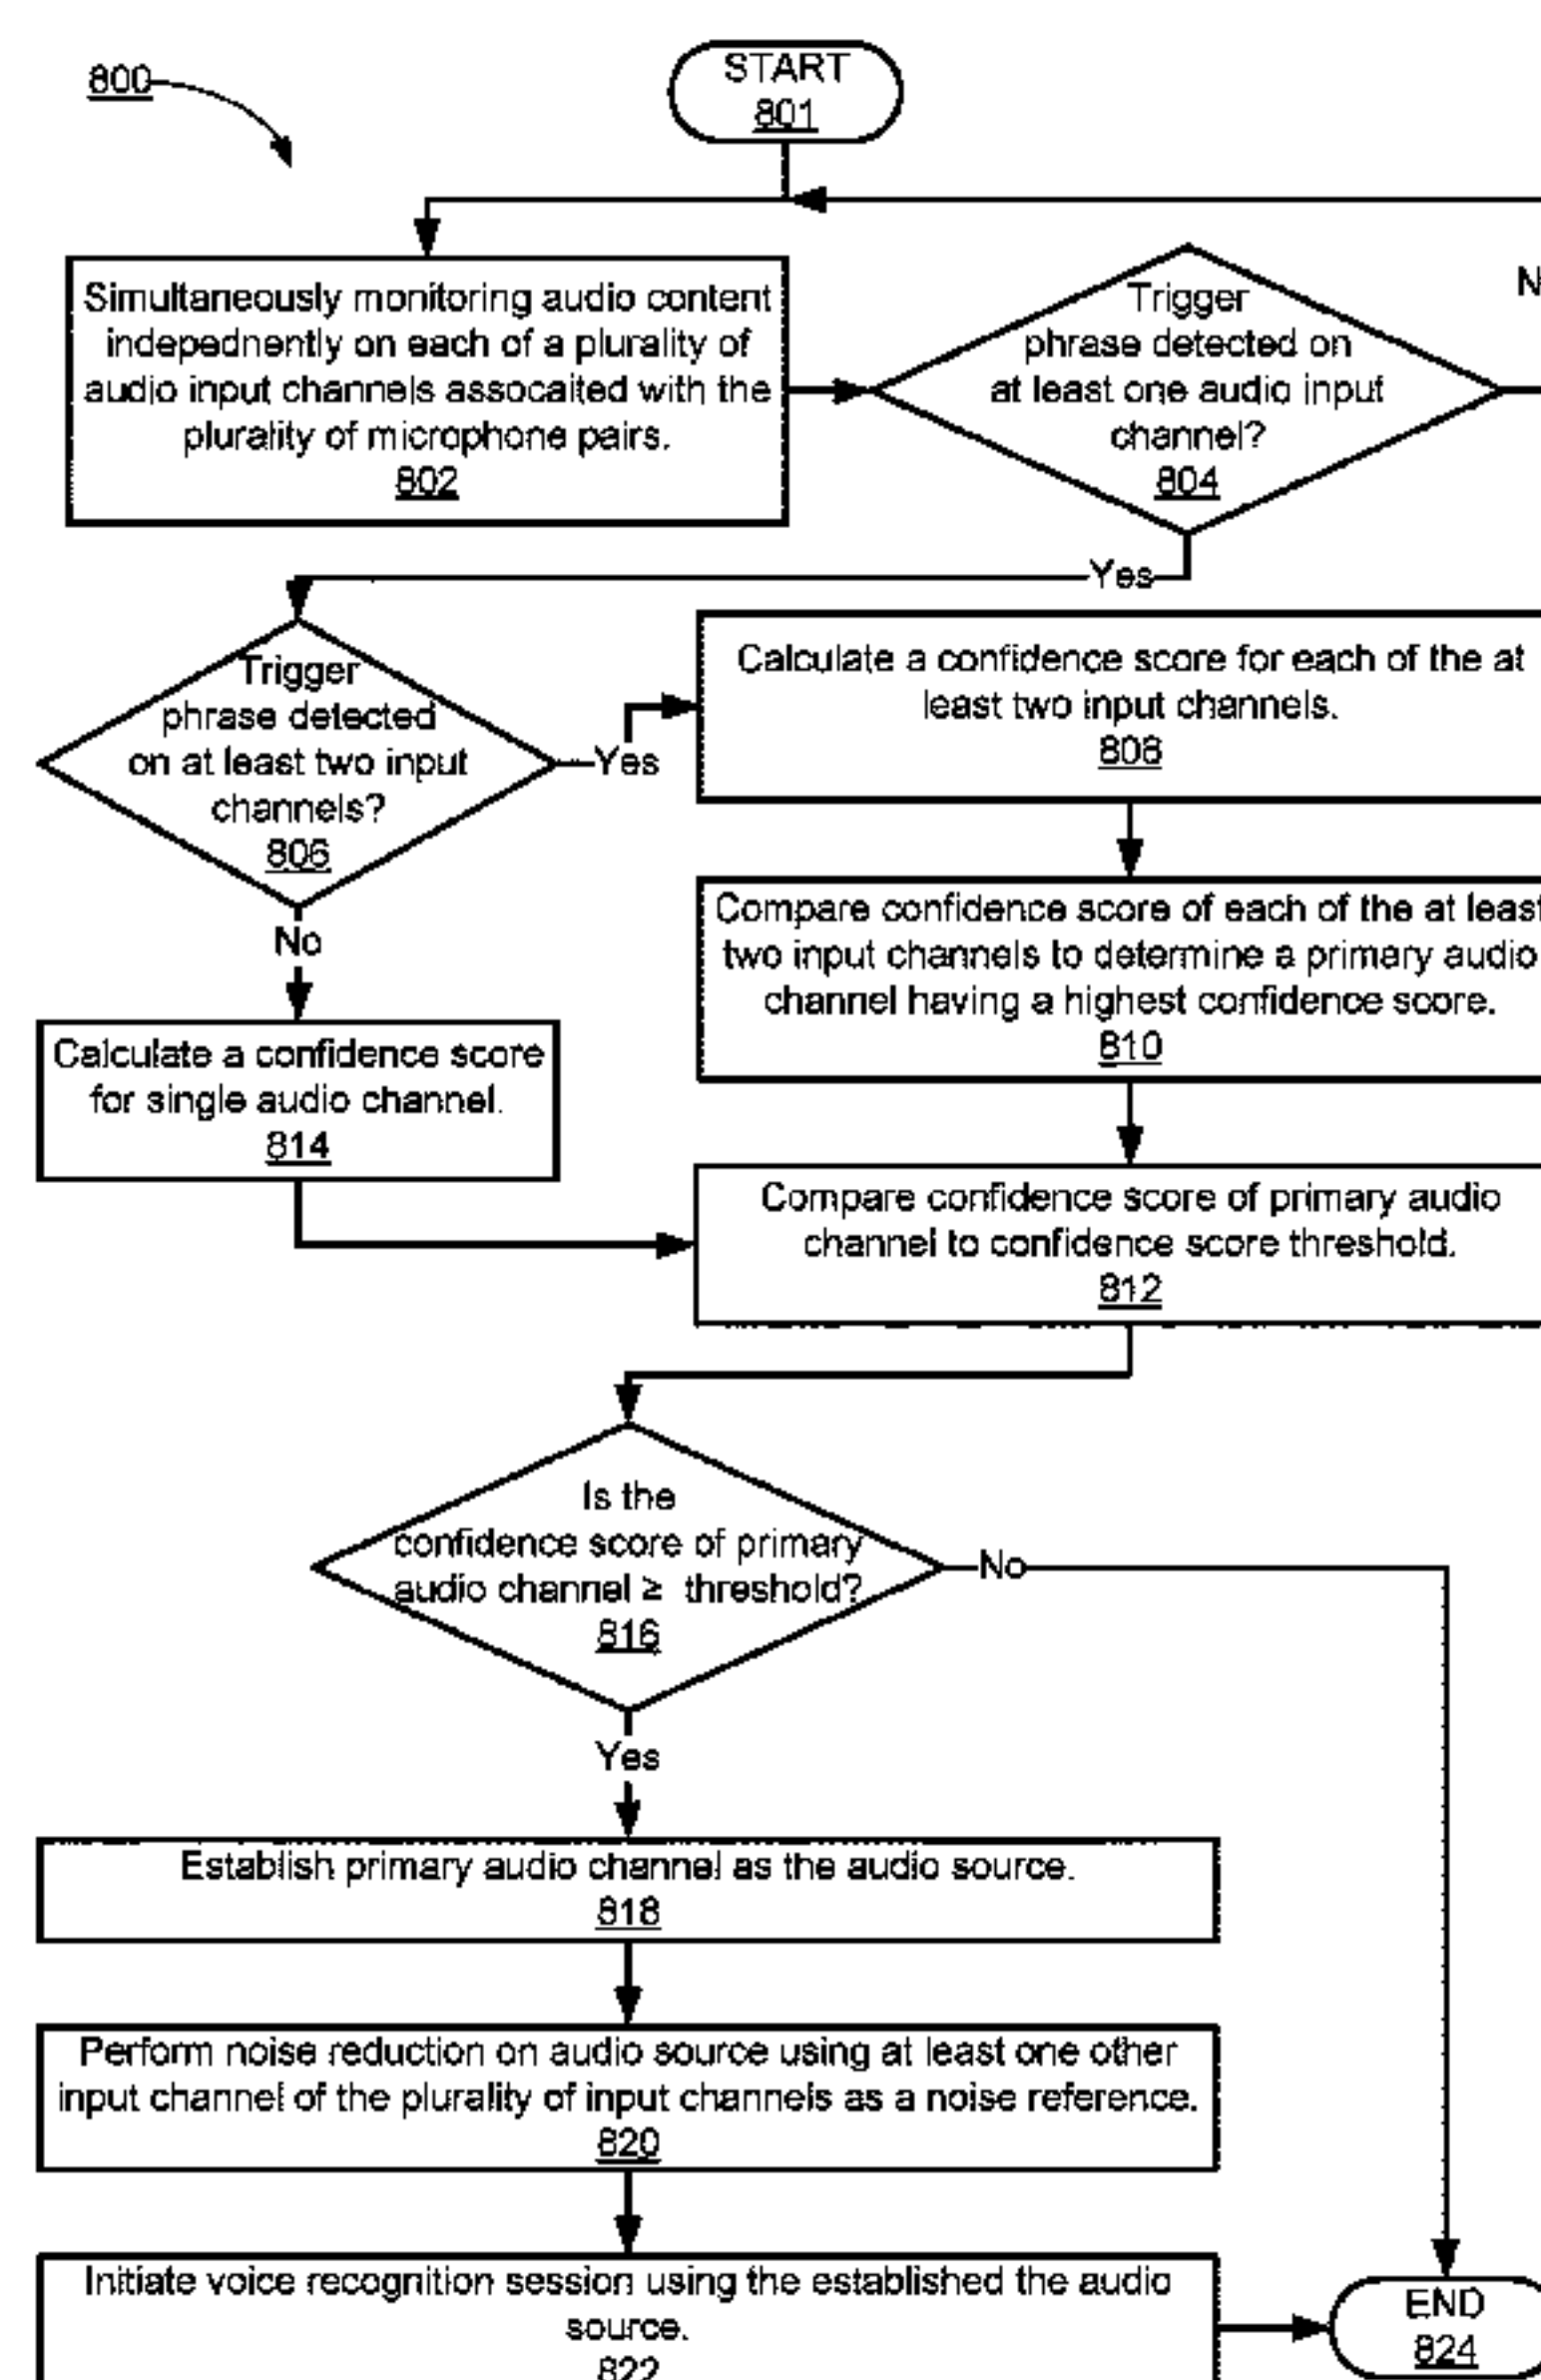 800
START
801
Simultaneously monitoring audio content
indepednently on each of a plurality of
audio input channels assocaited with the
plurality of microphone pairs.
802
Trigger
phrase detected on
at least one audio input
channel?
804
Yes
Trigger
phrase detected
on at least two input
channels?
806
Yes
No
Calculate a confidence score for each of the at
least two input channels.
808
Compare confidence score of each of the at least
two input channels to determine a primary audio
channel having a highest confidence score.
810
Calculate a confidence score
for single audio channel.
814
Compare confidence score of primary audio
channel to confidence score threshold.
812
Is the
confidence score of primary
audio channel ≥ threshold?
816
No
Yes
Establish primary audio channel as the audio source.
818
Perform noise reduction on audio source using at least one other
input channel of the plurality of input channels as a noise reference.
820
Initiate voice recognition session using the established the audio
source.
822
END
824